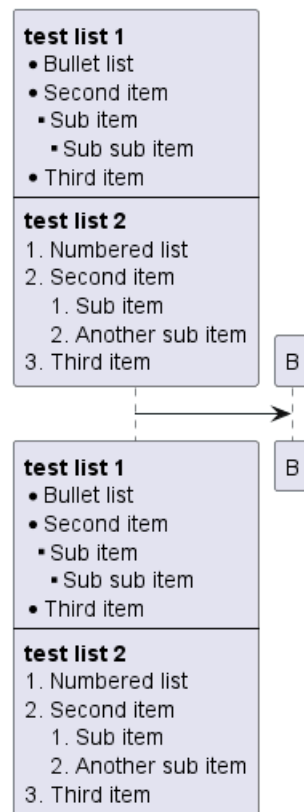 test list 1
• Bullet list
• Second item
▪ Sub item
▪ Sub sub item
• Third item
test list 2
1. Numbered list
2. Second item
1. Sub item
2. Another sub item
3. Third item
B
test list 1
• Bullet list
• Second item
▪ Sub item
▪ Sub sub item
• Third item
test list 2
1. Numbered list
2. Second item
1. Sub item
2. Another sub item
3. Third item
B